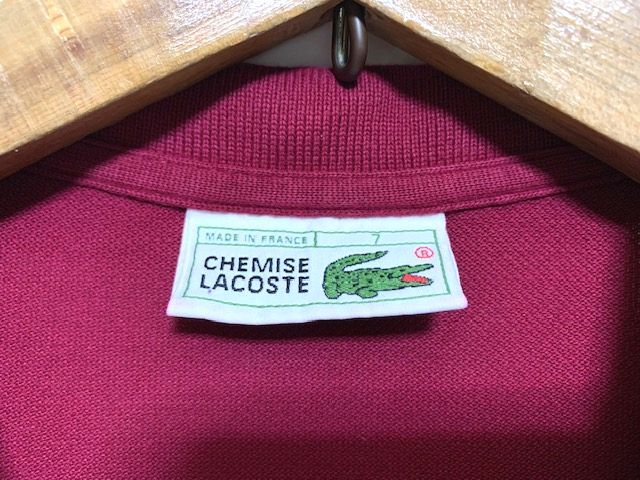 MADE IN FRANCE 7
CHEMISE
LACOSTE ®